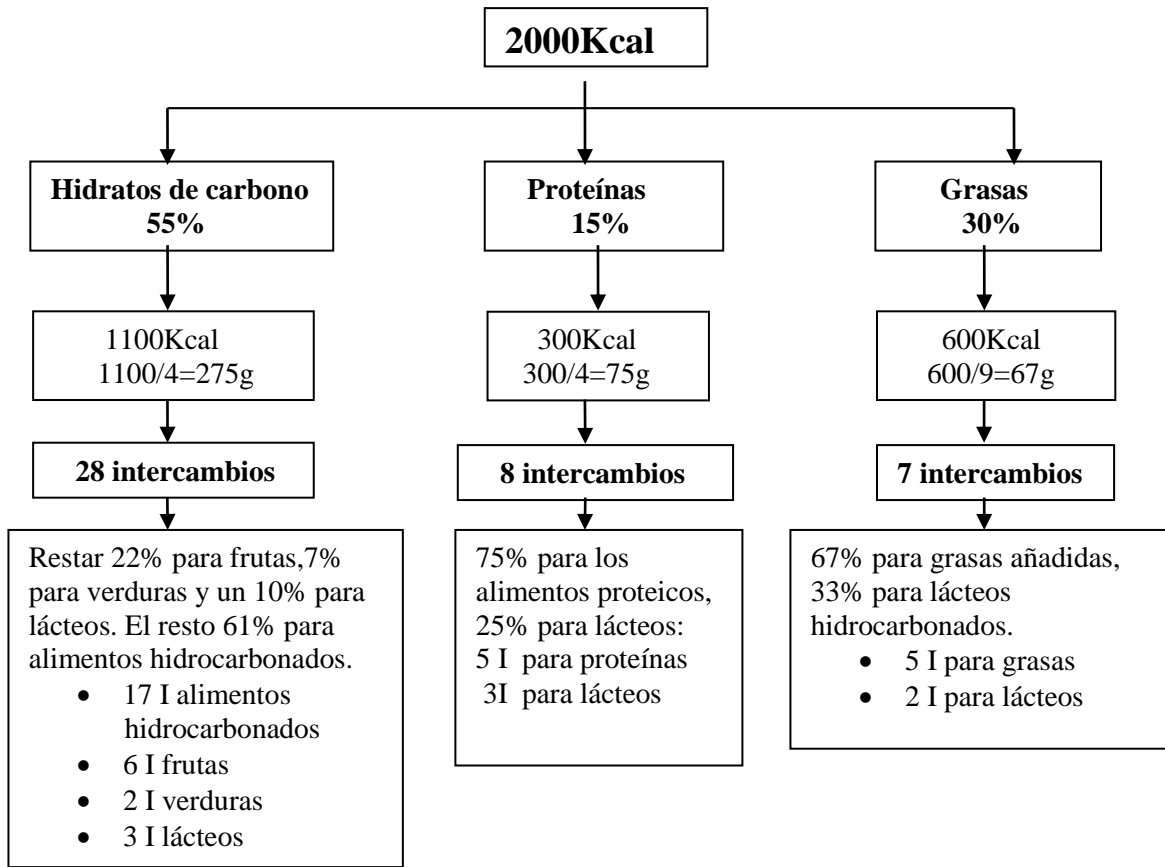 2000Kcal
Hidratos de carbono
55%
Proteínas
15%
Grasas
30%
1100Kcal
1100/4=275g
300Kcal
300/4=75g
600Kcal
600/9=67g
28 intercambios
8 intercambios
7 intercambios
Restar 22% para frutas,7%
para verduras y un 10% para
lácteos. El resto 61% para
alimentos hidrocarbonados.
• 17 I alimentos
hidrocarbonados
• 6 I frutas
• 2 I verduras
• 3 I lácteos
75% para los
alimentos proteicos,
25% para lácteos:
5 I para proteínas
3I para lácteos
67% para grasas añadidas,
33% para lácteos
hidrocarbonados.
• 5 I para grasas
• 2 I para lácteos